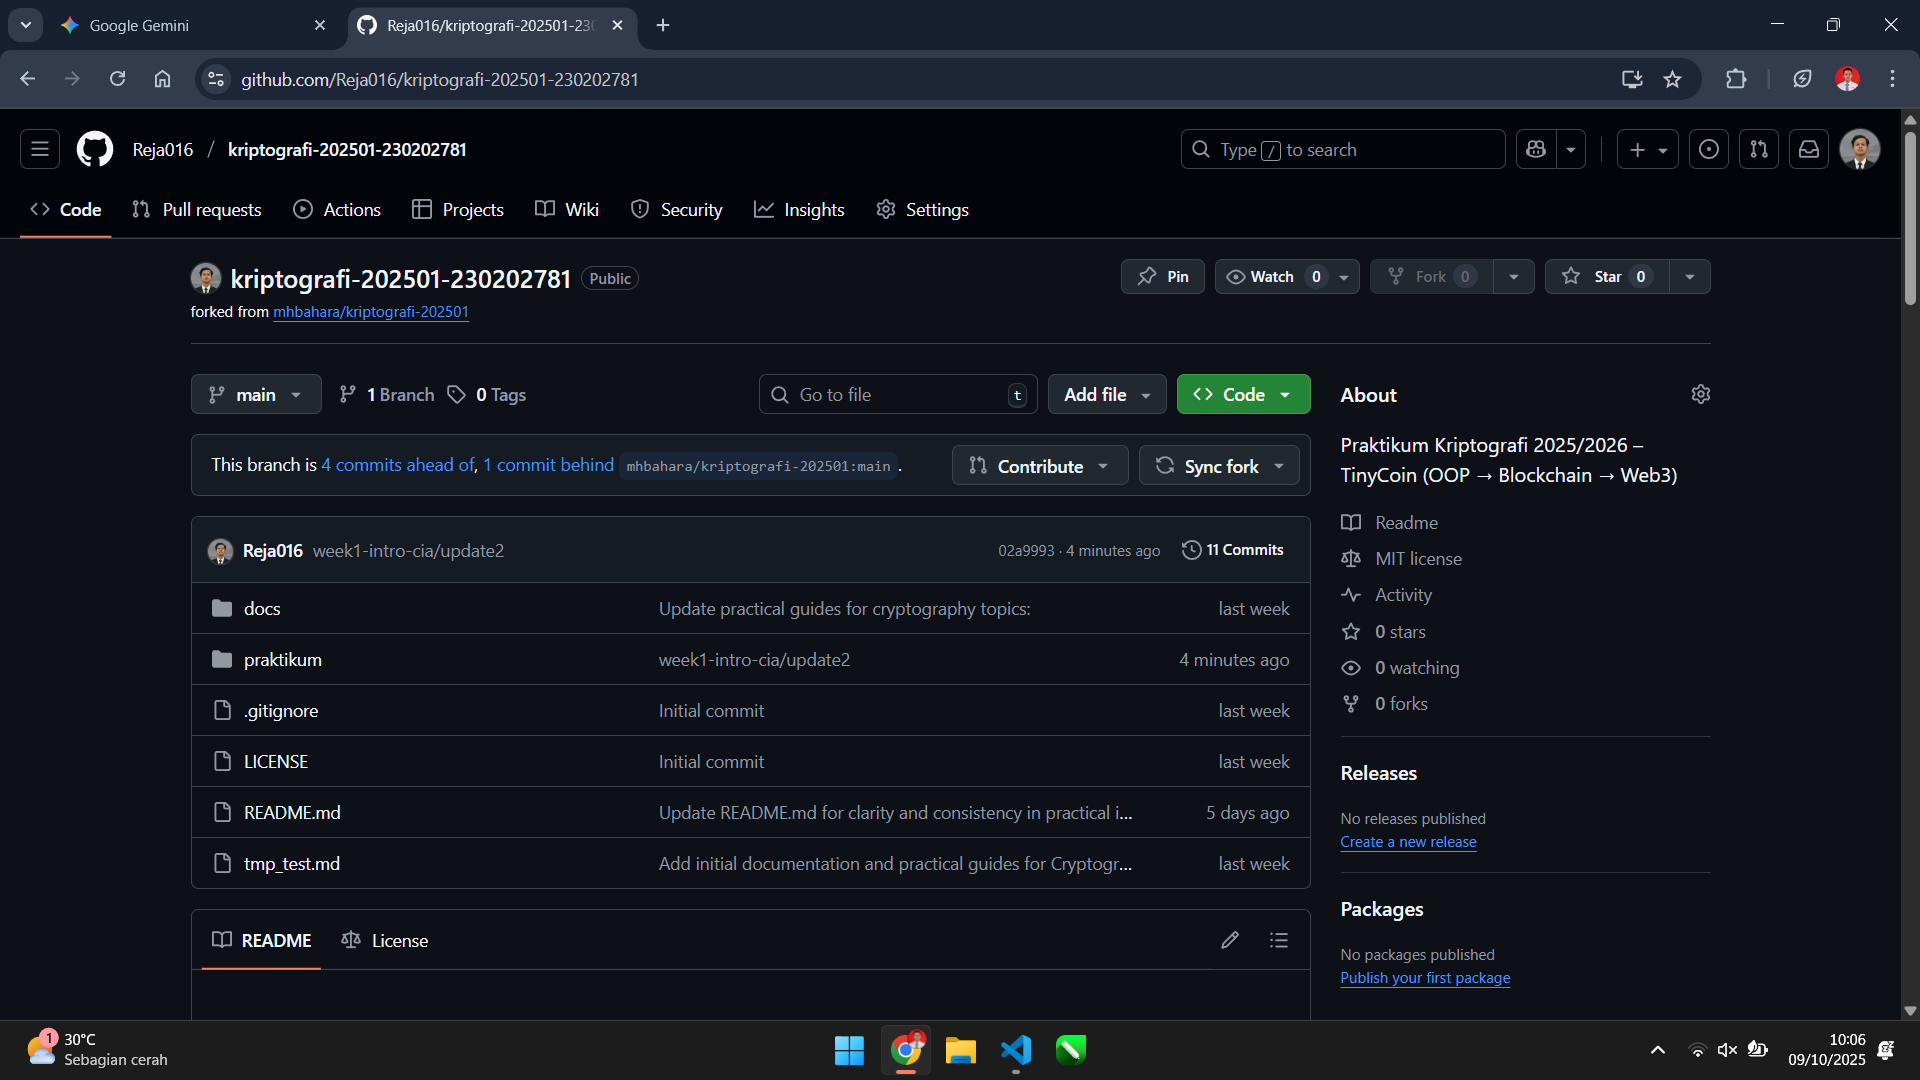 Google Gemini
Reja016/kriptografi-202501-230
github.com/Reja016/kriptografi-202501-230202781
Reja016 / kriptografi-202501-230202781
Type / to search
Code
Pull requests
Actions
Projects
Wiki
Security
Insights
Settings
kriptografi-202501-230202781 Public
Pin
Watch 0
Fork 0
Star 0
forked from mhbahara/kriptografi-202501
main
1 Branch
0 Tags
Go to file t
Add file
Code
This branch is 4 commits ahead of, 1 commit behind mhbahara/kriptografi-202501:main .
Contribute
Sync fork
Reja016 week1-intro-cia/update2 02a9993 · 4 minutes ago 11 Commits
docs Update practical guides for cryptography topics: last week
praktikum week1-intro-cia/update2 4 minutes ago
.gitignore Initial commit last week
LICENSE Initial commit last week
README.md Update README.md for clarity and consistency in practical i... 5 days ago
tmp_test.md Add initial documentation and practical guides for Cryptogr... last week
README
License
About
Praktikum Kriptografi 2025/2026 –
TinyCoin (OOP → Blockchain → Web3)
Readme
MIT license
Activity
0 stars
0 watching
0 forks
Releases
No releases published
Create a new release
Packages
No packages published
Publish your first package
1
30°C
Sebagian cerah
10:06
09/10/2025